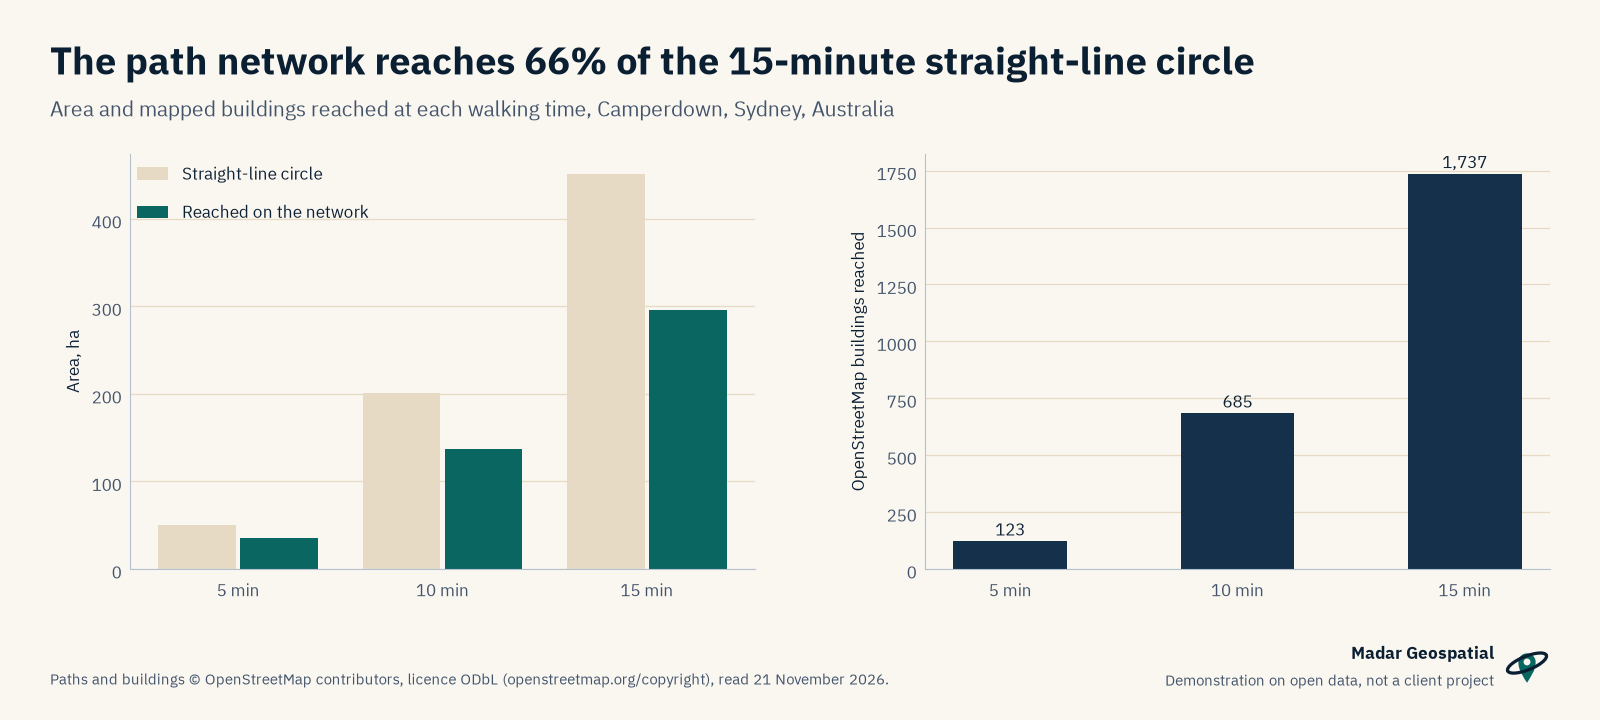 The path network reaches 66% of the 15-minute straight-line circle
Area and mapped buildings reached at each walking time, Camperdown, Sydney, Australia
Straight-line circle
Reached on the network
Area, ha
400
300
200
100
0
5 min
10 min
15 min
OpenStreetMap buildings reached
1750
1500
1250
1000
750
500
250
0
123
685
1,737
5 min
10 min
15 min
Madar Geospatial
Paths and buildings © OpenStreetMap contributors, licence ODbL (openstreetmap.org/copyright), read 21 November 2026.
Demonstration on open data, not a client project